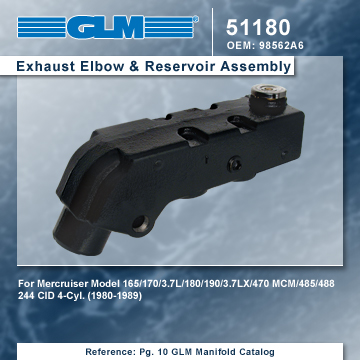 GLM
51180
OEM: 98562A6
Exhaust Elbow & Reservoir Assembly
For Mercruiser Model 165/170/3.7L/180/190/3.7LX/470 MCM/485/488
244 CID 4-Cyl. (1980-1989)
Reference: Pg. 10 GLM Manifold Catalog